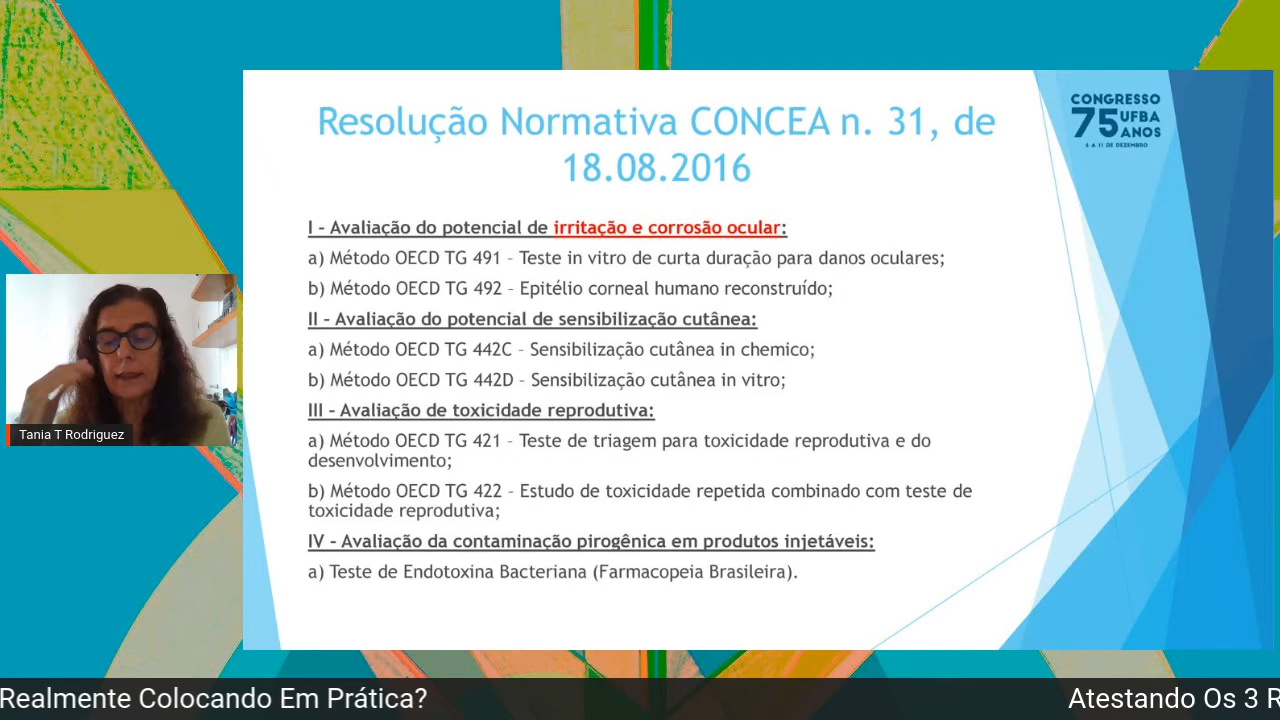 Resolução Normativa CONCEA n. 31, de
18.08.2016
CONGRESSO
75 UFBA
ANOS
6 A 11 DE DEZEMBRO
I – Avaliação do potencial de irritação e corrosão ocular:
a) Método OECD TG 491 – Teste in vitro de curta duração para danos oculares;
b) Método OECD TG 492 – Epitélio corneal humano reconstruído;
II – Avaliação do potencial de sensibilização cutânea:
a) Método OECD TG 442C – Sensibilização cutânea in chemico;
b) Método OECD TG 442D – Sensibilização cutânea in vitro;
III – Avaliação de toxicidade reprodutiva:
a) Método OECD TG 421 – Teste de triagem para toxicidade reprodutiva e do
desenvolvimento;
b) Método OECD TG 422 – Estudo de toxicidade repetida combinado com teste de
toxicidade reprodutiva;
IV – Avaliação da contaminação pirogênica em produtos injetáveis:
a) Teste de Endotoxina Bacteriana (Farmacopeia Brasileira).
Tania T Rodriguez
Realmente Colocando Em Prática?
Atestando Os 3 R